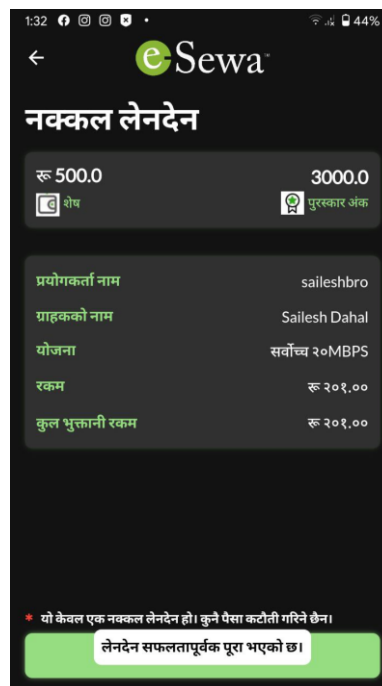 1:32 44%
eSewa™
नक्कल लेनदेन
रू 500.0 3000.0
शेष पुरस्कार अंक
प्रयोगकर्ता नाम saileshbro
ग्राहकको नाम Sailesh Dahal
योजना सर्वोच्च २०MBPS
रकम रू २०१.००
कुल भुक्तानी रकम रू २०१.००
* यो केवल एक नक्कल लेनदेन हो। कुनै पैसा कटौती गरिने छैन।
लेनदेन सफलतापूर्वक पूरा भएको छ।